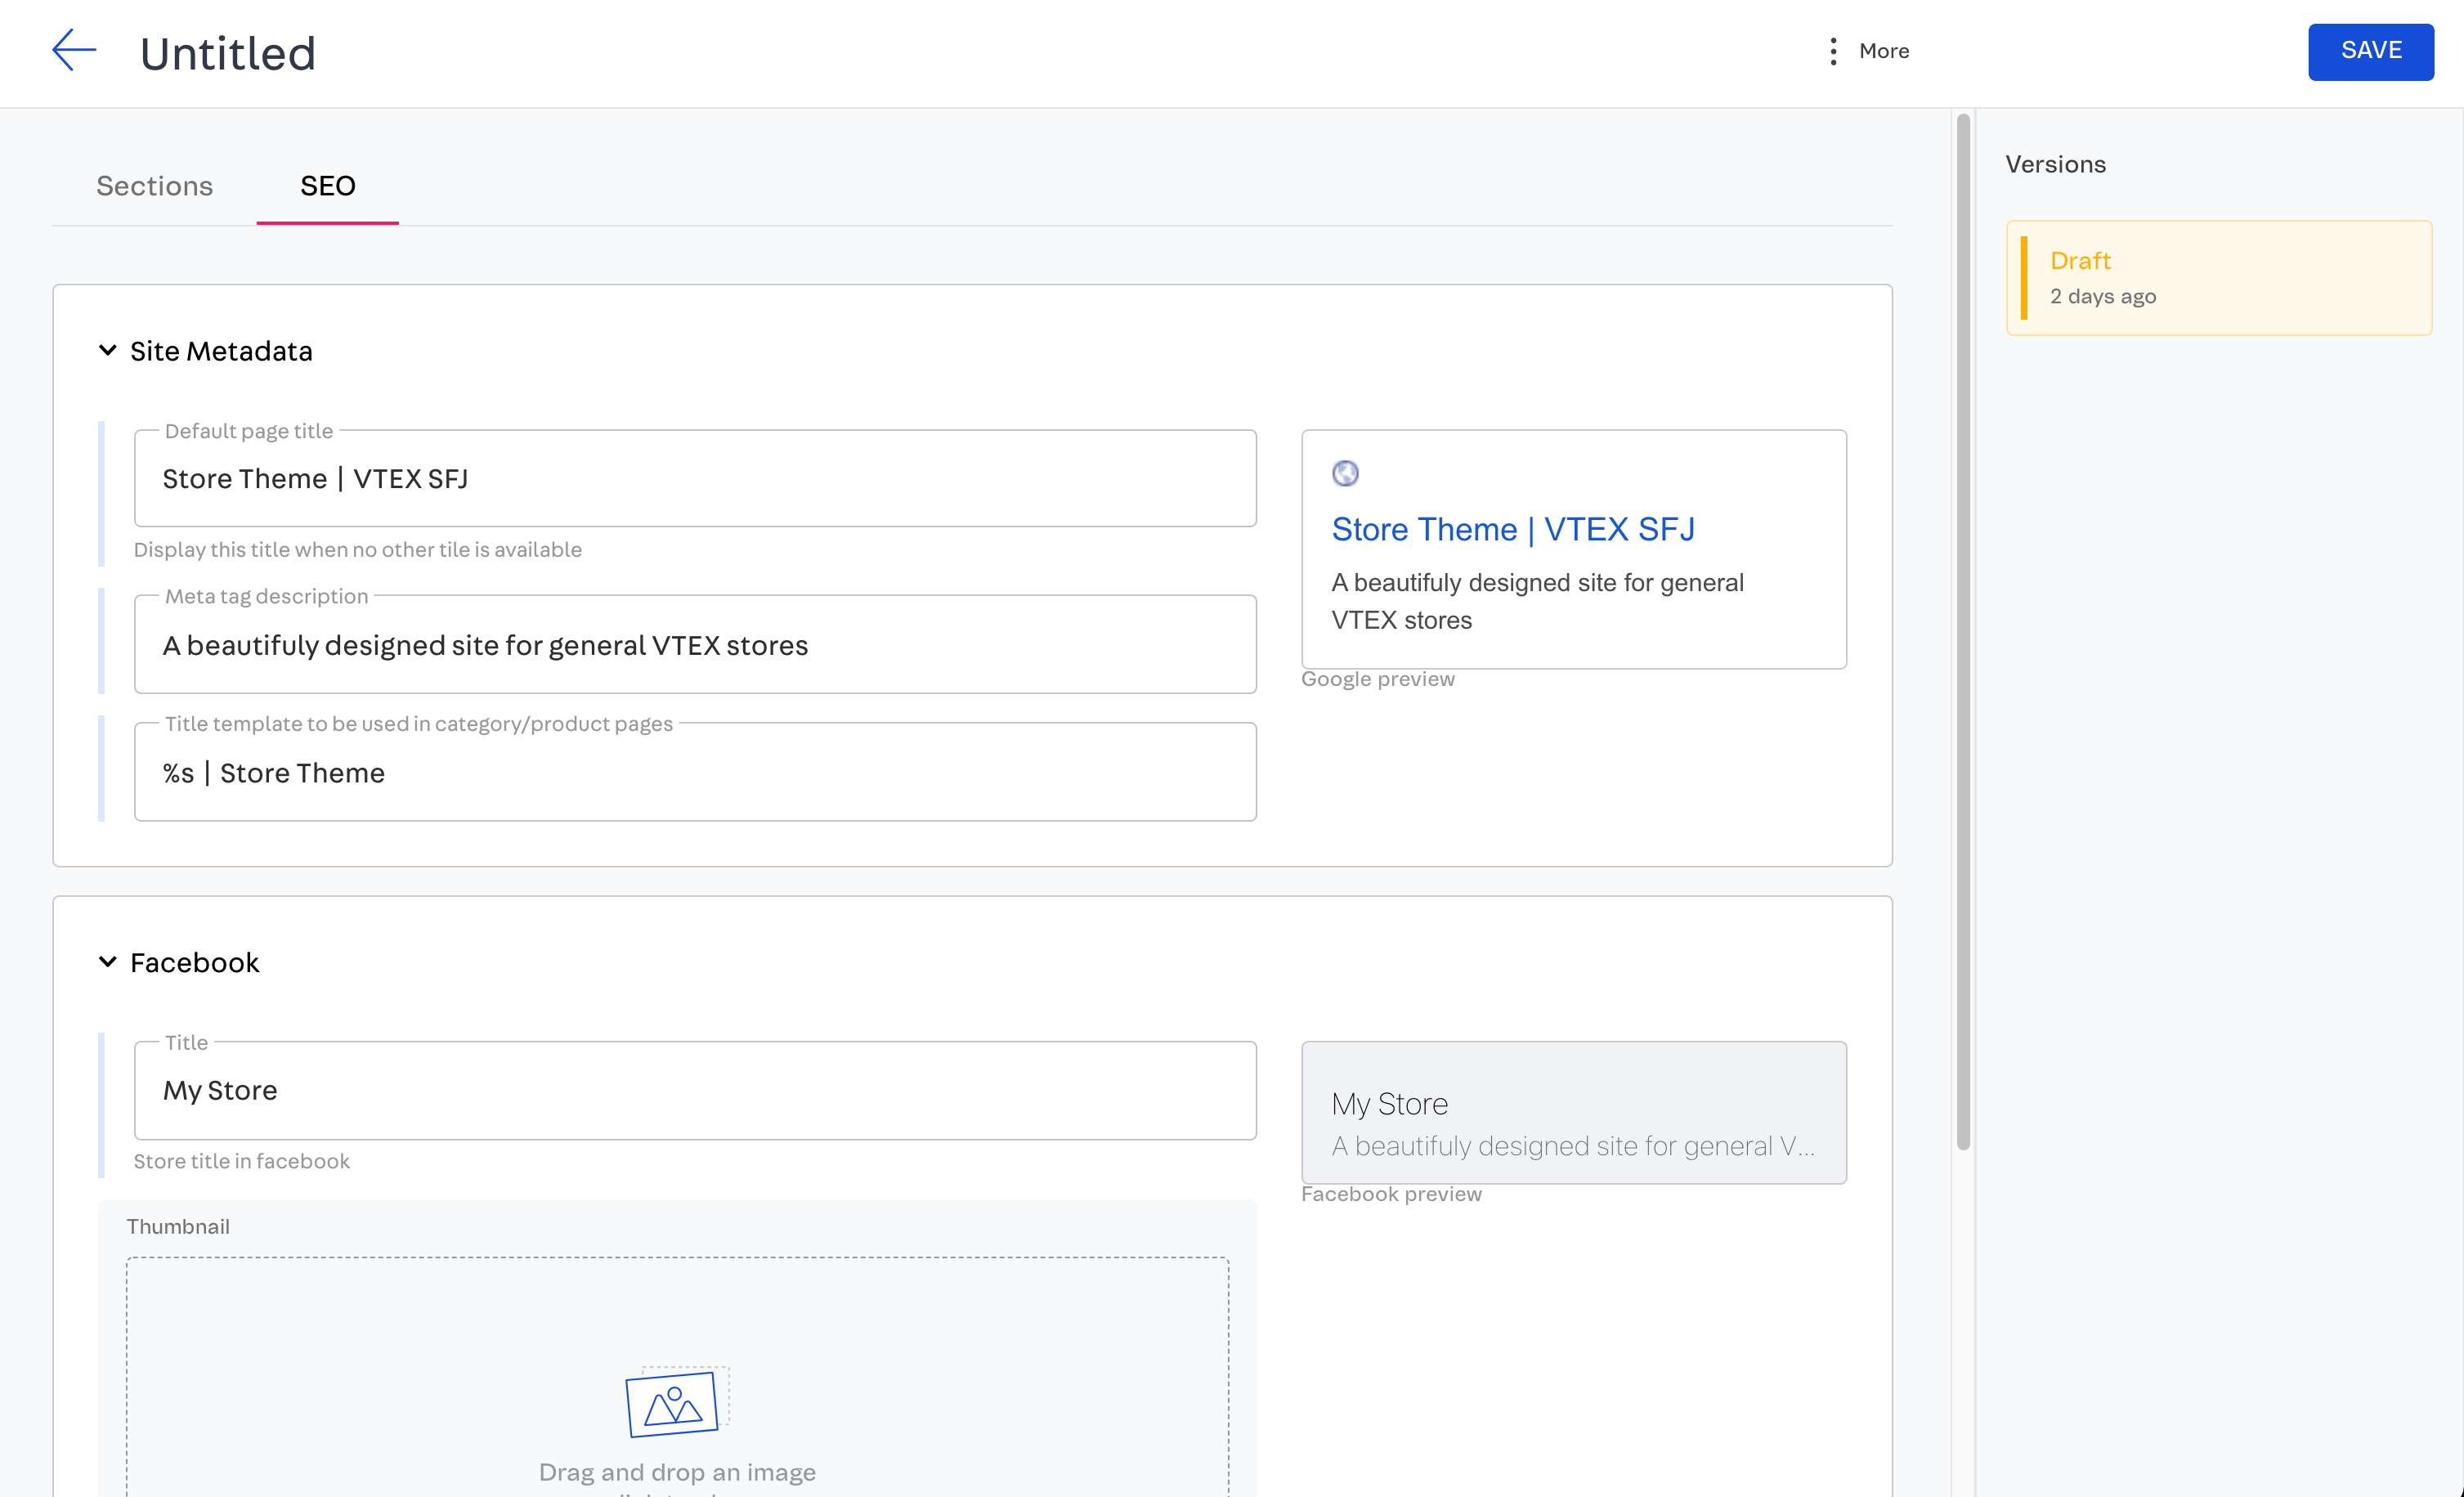 Untitled
More
SAVE
Sections
SEO
Versions
Draft
2 days ago
Site Metadata
Default page title
Store Theme | VTEX SFJ
Display this title when no other tile is available
Meta tag description
A beautifuly designed site for general VTEX stores
Title template to be used in category/product pages
%s | Store Theme
Store Theme | VTEX SFJ
A beautifuly designed site for general
VTEX stores
Google preview
Facebook
Title
My Store
Store title in facebook
My Store
A beautifuly designed site for general V...
Facebook preview
Thumbnail
Drag and drop an image